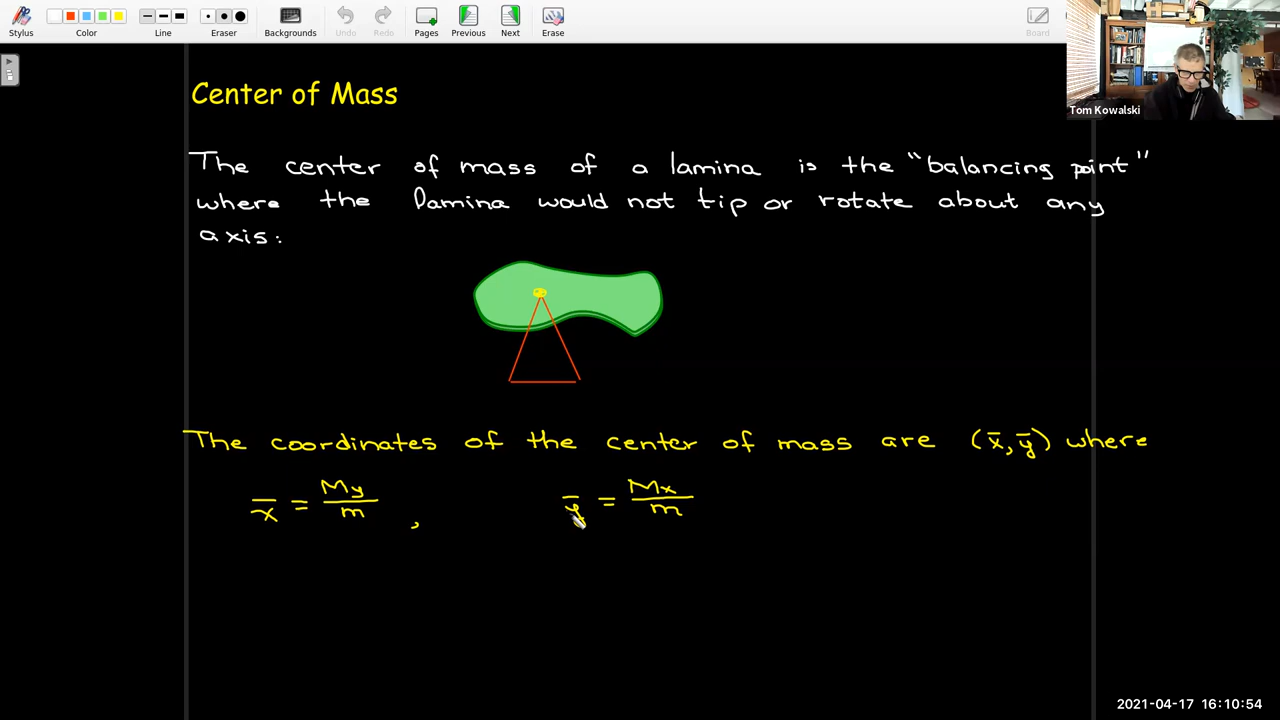 Stylus
Color
Line
Eraser
Backgrounds
Undo
Redo
Pages
Previous
Next
Erase
Board
Tom Kowalski
Center of Mass
The center of mass of a lamina is the "balancing point"
where the lamina would not tip or rotate about any
axis:
The coordinates of the center of mass are (x̄, ȳ) where
x̄ = My/m , ȳ = Mx/m
2021-04-17 16:10:54